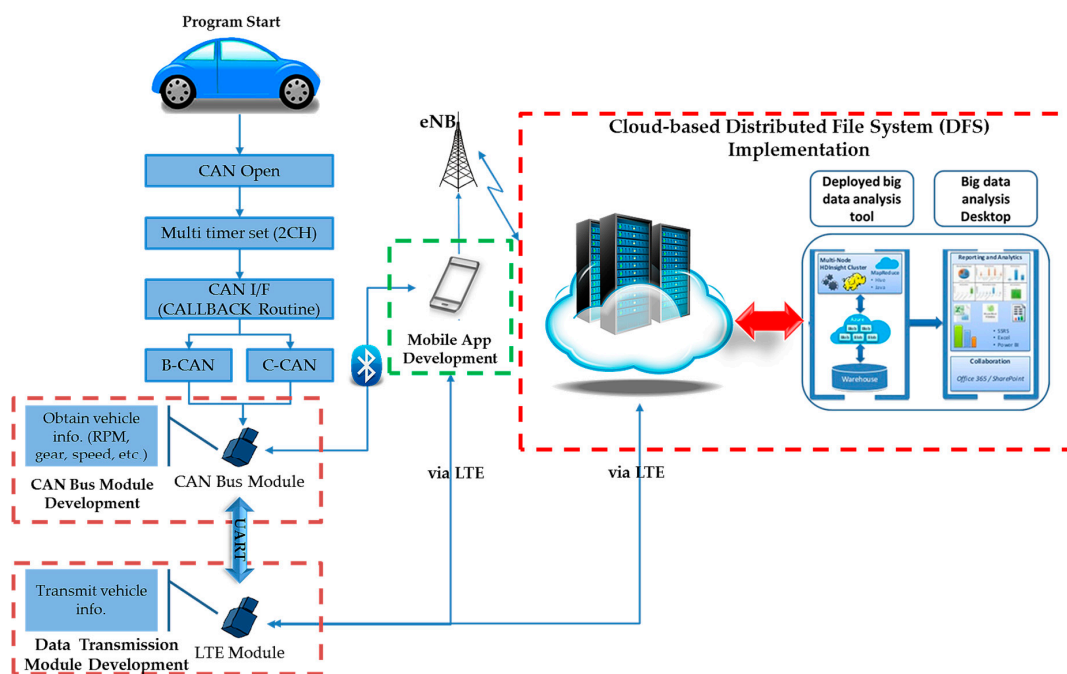 Program Start
CAN Open
Multi timer set (2CH)
CAN I/F
(CALLBACK Routine)
B-CAN
C-CAN
Obtain vehicle
info. (RPM,
gear, speed, etc )
CAN Bus Module
Development
CAN Bus Module
UART
Transmit vehicle
info.
Data Transmission
Module Development
LTE Module
eNB
Mobile App
Development
via LTE
via LTE
Cloud-based Distributed File System (DFS)
Implementation
Deployed big
data analysis
tool
Big data
analysis
Desktop
Multi-Node
HDInsight Cluster
MapReduce
Azure
Warehouse
Reporting and Analytics
SSRS
Excel
Power BI
Collaboration
Office 365 / SharePoint